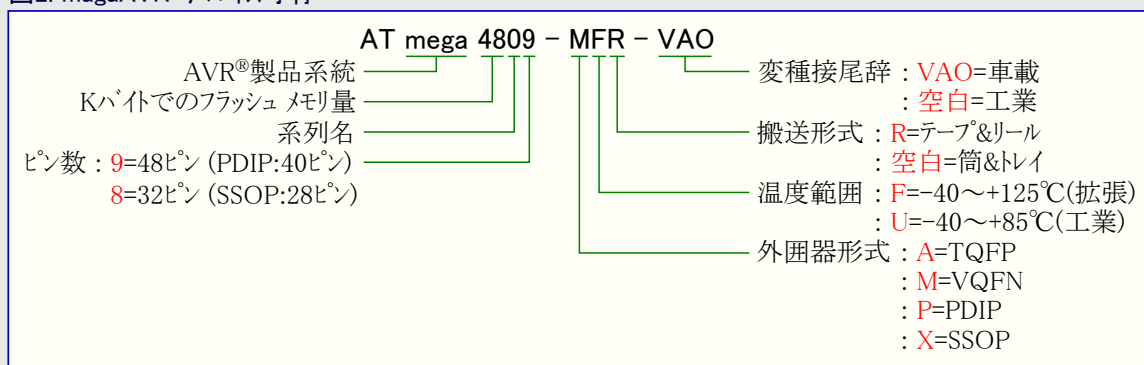 AT mega 4809 - MFR - VAO
AVR®製品系統
Kバイトでのフラッシュ メモリ量
系列名
ピン数 : 9=48ピン (PDIP:40ピン)
8=32ピン (SSOP:28ピン)
変種接尾辞 : VAO=車載
: 空白=工業
搬送形式 : R=テープ&リール
: 空白=筒&トレイ
温度範囲 : F=-40～+125℃(拡張)
: U=-40～+85℃(工業)
外囲器形式 : A=TQFP
: M=VQFN
: P=PDIP
: X=SSOP